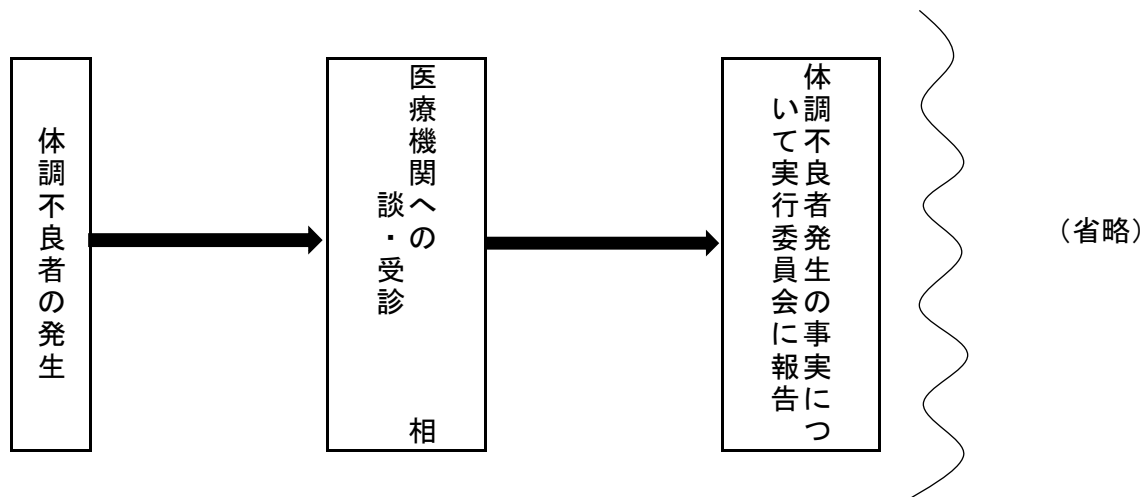 体調不良者の発生
医療機関への　　　　　相
談・受診
体調不良者発生の事実につ
いて実行委員会に報告
（省略）